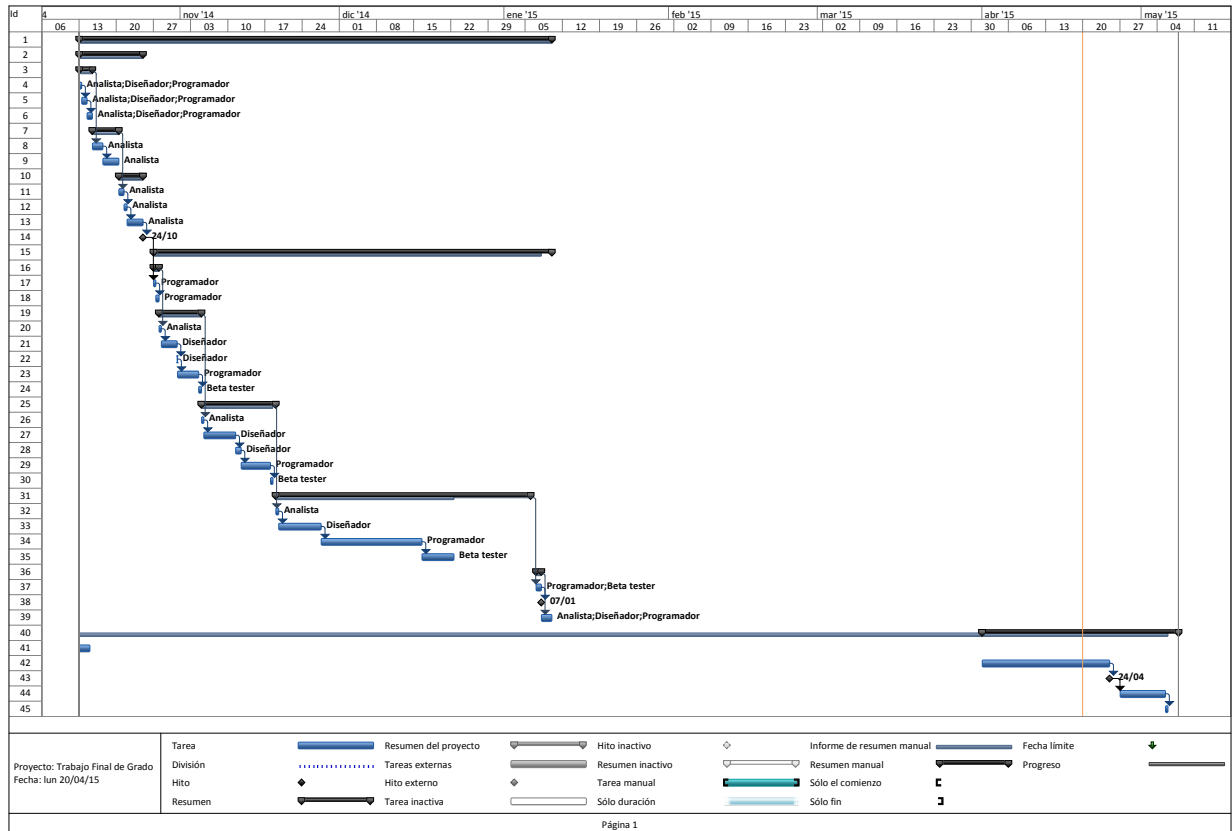 Id 4 nov '14 dic '14 ene '15 feb '15 mar '15 abr '15 may '15
06 13 20 27 03 10 17 24 01 08 15 22 29 05 12 19 26 02 09 16 23 02 09 16 23 30 06 13 20 27 04 11
1
2
3
4 Analista;Diseñador;Programador
5 Analista;Diseñador;Programador
6 Analista;Diseñador;Programador
7
8 Analista
9 Analista
10
11 Analista
12 Analista
13 Analista
14 24/10
15
16
17 Programador
18 Programador
19
20 Analista
21 Diseñador
22 Diseñador
23 Programador
24 Beta tester
25
26 Analista
27 Diseñador
28 Diseñador
29 Programador
30 Beta tester
31
32 Analista
33 Diseñador
34 Programador
35 Beta tester
36
37 Programador;Beta tester
38 07/01
39 Analista;Diseñador;Programador
40
41
42
43 24/04
44
45
Proyecto: Trabajo Final de Grado
Fecha: lun 20/04/15
Tarea Resumen del proyecto Hito inactivo Informe de resumen manual Fecha límite
División Tareas externas Resumen inactivo Resumen manual Progreso
Hito Hito externo Tarea manual Sólo el comienzo
Resumen Tarea inactiva Sólo duración Sólo fin
Página 1